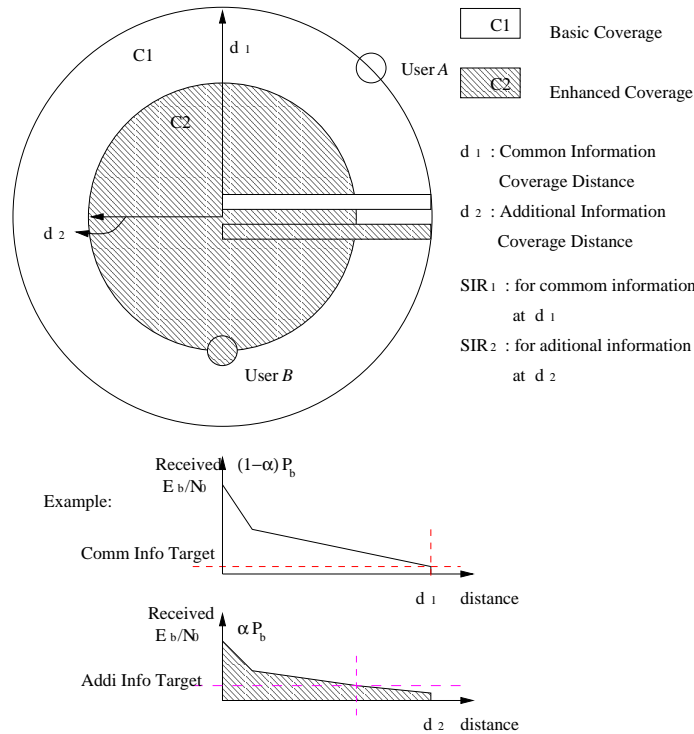 C1
d 1
User A
C2
d 2
User B
C1 Basic Coverage
C2 Enhanced Coverage
d 1 : Common Information
Coverage Distance
d 2 : Additional Information
Coverage Distance
SIR 1 : for commom information
at d 1
SIR 2 : for aditional information
at d 2
Example:
Received
E b/N0
(1−α) P b
Comm Info Target
d 1 distance
Received
E b/N0
α P b
Addi Info Target
d 2 distance